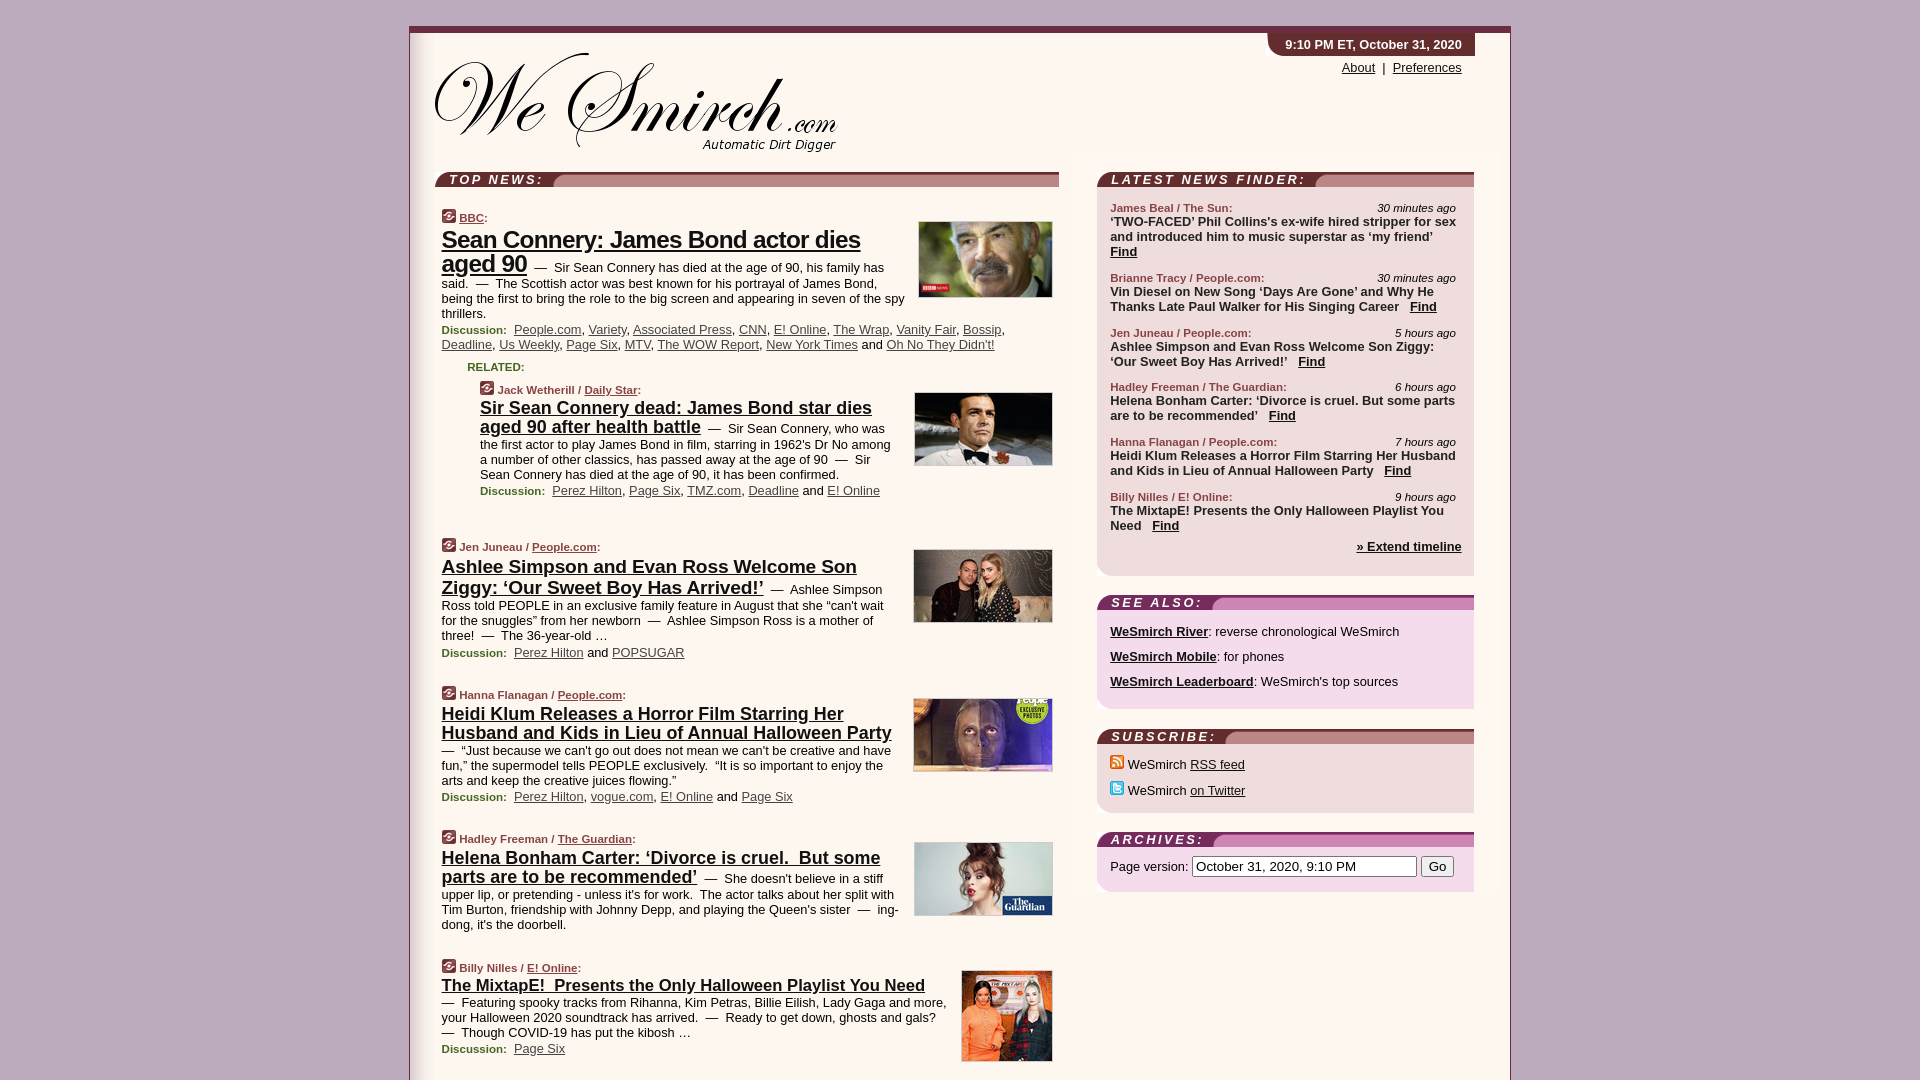 9:10 PM ET, October 31, 2020
About | Preferences
We Smirch.com
Automatic Dirt Digger
TOP NEWS:
BBC:
Sean Connery: James Bond actor dies
aged 90 — Sir Sean Connery has died at the age of 90, his family has
said. — The Scottish actor was best known for his portrayal of James Bond,
being the first to bring the role to the big screen and appearing in seven of the spy
thrillers.
Discussion: People.com, Variety, Associated Press, CNN, E! Online, The Wrap, Vanity Fair, Bossip,
Deadline, Us Weekly, Page Six, MTV, The WOW Report, New York Times and Oh No They Didn't!
BBC NEWS
RELATED:
Jack Wetherill / Daily Star:
Sir Sean Connery dead: James Bond star dies
aged 90 after health battle — Sir Sean Connery, who was
the first actor to play James Bond in film, starring in 1962's Dr No among
a number of other classics, has passed away at the age of 90 — Sir
Sean Connery has died at the age of 90, it has been confirmed.
Discussion: Perez Hilton, Page Six, TMZ.com, Deadline and E! Online
Jen Juneau / People.com:
Ashlee Simpson and Evan Ross Welcome Son
Ziggy: ‘Our Sweet Boy Has Arrived!’ — Ashlee Simpson
Ross told PEOPLE in an exclusive family feature in August that she “can't wait
for the snuggles” from her newborn — Ashlee Simpson Ross is a mother of
three! — The 36-year-old …
Discussion: Perez Hilton and POPSUGAR
Hanna Flanagan / People.com:
Heidi Klum Releases a Horror Film Starring Her
Husband and Kids in Lieu of Annual Halloween Party
— “Just because we can't go out does not mean we can't be creative and have
fun,” the supermodel tells PEOPLE exclusively. “It is so important to enjoy the
arts and keep the creative juices flowing.”
Discussion: Perez Hilton, vogue.com, E! Online and Page Six
People
EXCLUSIVE
PHOTOS
Hadley Freeman / The Guardian:
Helena Bonham Carter: ‘Divorce is cruel. But some
parts are to be recommended’ — She doesn't believe in a stiff
upper lip, or pretending - unless it's for work. The actor talks about her split with
Tim Burton, friendship with Johnny Depp, and playing the Queen's sister — ing-
dong, it's the doorbell.
The
Guardian
Billy Nilles / E! Online:
The MixtapE! Presents the Only Halloween Playlist You Need
— Featuring spooky tracks from Rihanna, Kim Petras, Billie Eilish, Lady Gaga and more,
your Halloween 2020 soundtrack has arrived. — Ready to get down, ghosts and gals?
— Though COVID-19 has put the kibosh …
Discussion: Page Six
THE MIXTAPE!
LATEST NEWS FINDER:
James Beal / The Sun: 30 minutes ago
‘TWO-FACED’ Phil Collins's ex-wife hired stripper for sex
and introduced him to music superstar as ‘my friend’
Find
Brianne Tracy / People.com: 30 minutes ago
Vin Diesel on New Song ‘Days Are Gone’ and Why He
Thanks Late Paul Walker for His Singing Career Find
Jen Juneau / People.com: 5 hours ago
Ashlee Simpson and Evan Ross Welcome Son Ziggy:
‘Our Sweet Boy Has Arrived!’ Find
Hadley Freeman / The Guardian: 6 hours ago
Helena Bonham Carter: ‘Divorce is cruel. But some parts
are to be recommended’ Find
Hanna Flanagan / People.com: 7 hours ago
Heidi Klum Releases a Horror Film Starring Her Husband
and Kids in Lieu of Annual Halloween Party Find
Billy Nilles / E! Online: 9 hours ago
The MixtapE! Presents the Only Halloween Playlist You
Need Find
» Extend timeline
SEE ALSO:
WeSmirch River: reverse chronological WeSmirch
WeSmirch Mobile: for phones
WeSmirch Leaderboard: WeSmirch's top sources
SUBSCRIBE:
WeSmirch RSS feed
WeSmirch on Twitter
ARCHIVES:
Page version: October 31, 2020, 9:10 PM Go